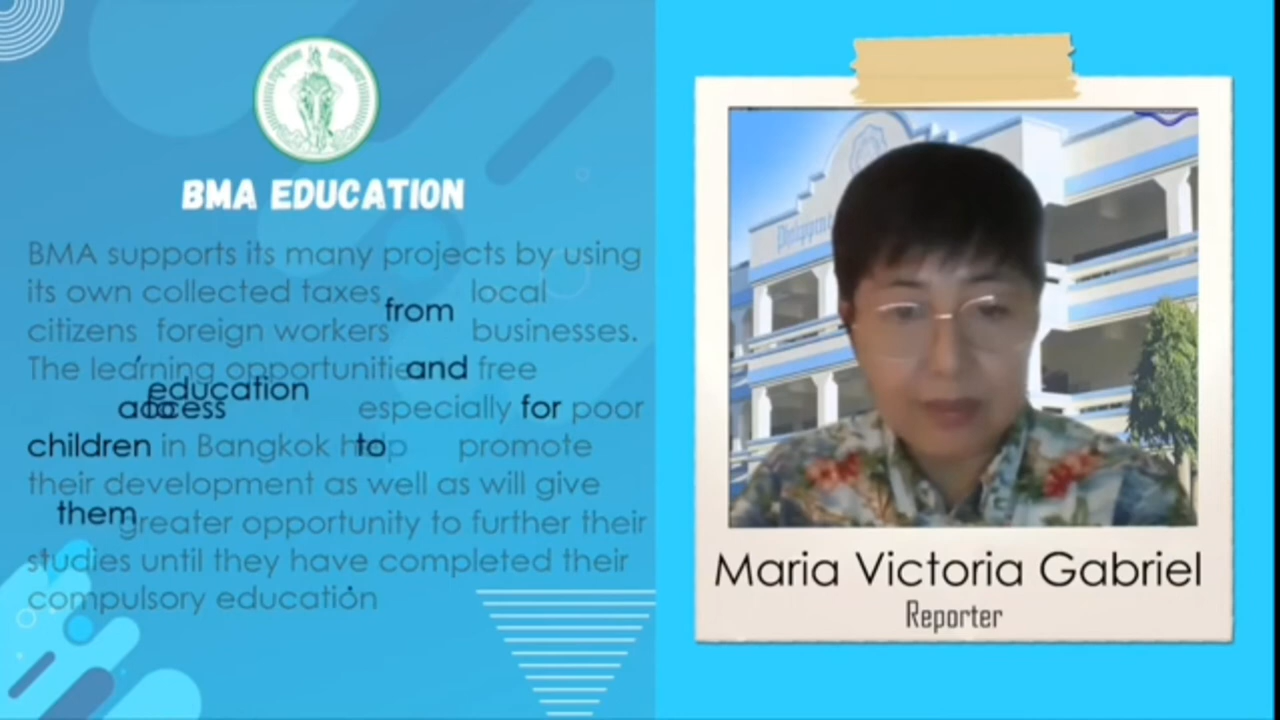 BMA EDUCATION
BMA supports its many projects by using
its own collected taxes from local
citizens foreign workers businesses.
The learning opportunities and free
education
access especially for poor
children in Bangkok help to promote
their development as well as will give
them greater opportunity to further their
studies until they have completed their
compulsory education.
Philippine
Maria Victoria Gabriel
Reporter